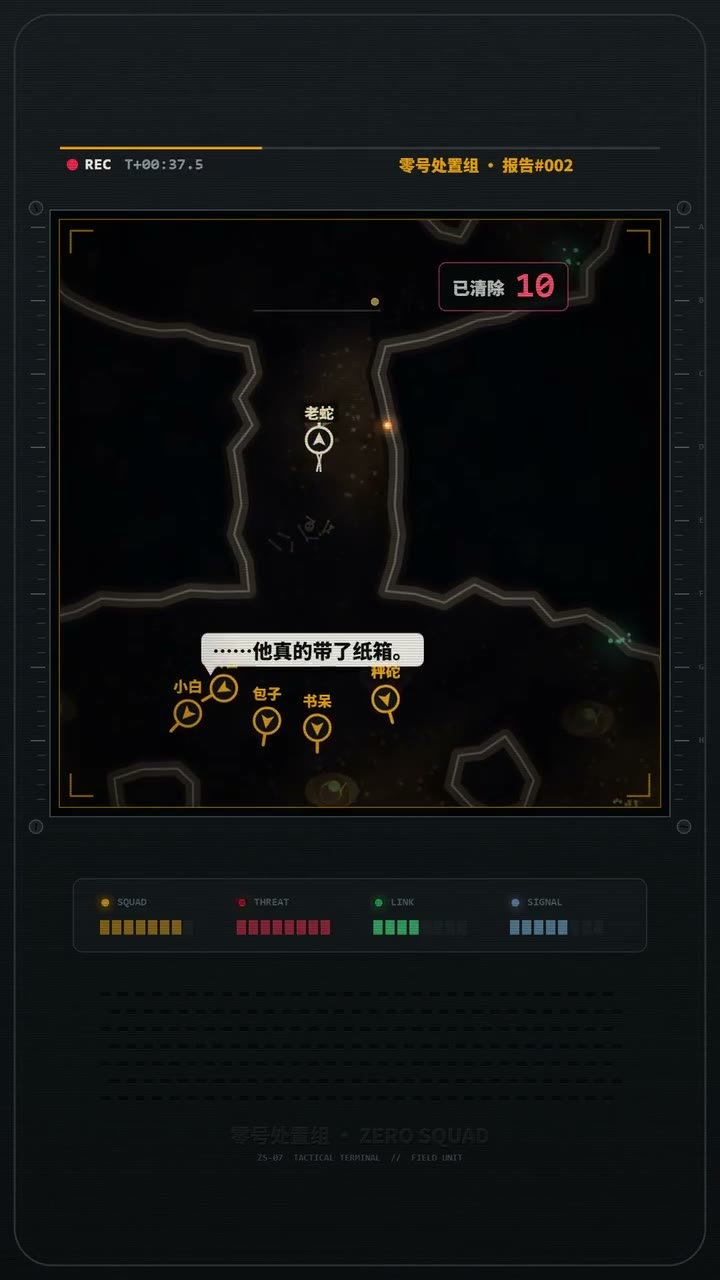 REC T+00:37.5
零号处置组 · 报告#002
已清除 10
老蛇
……他真的带了纸箱。
小白
包子
书呆
秤砣
SQUAD
THREAT
LINK
SIGNAL
零号处置组 · ZERO SQUAD
ZS-07 TACTICAL TERMINAL // FIELD UNIT